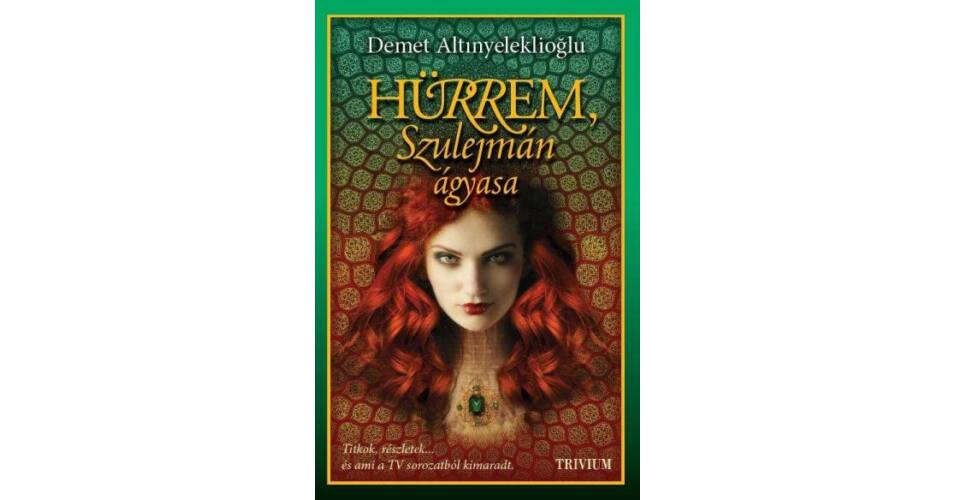 Demet Altınyeleklioğlu
HÜRREM,
Szulejmán
ágyasa
Titkok, részletek...
és ami a TV sorozatból kimaradt.
TRIVIUM